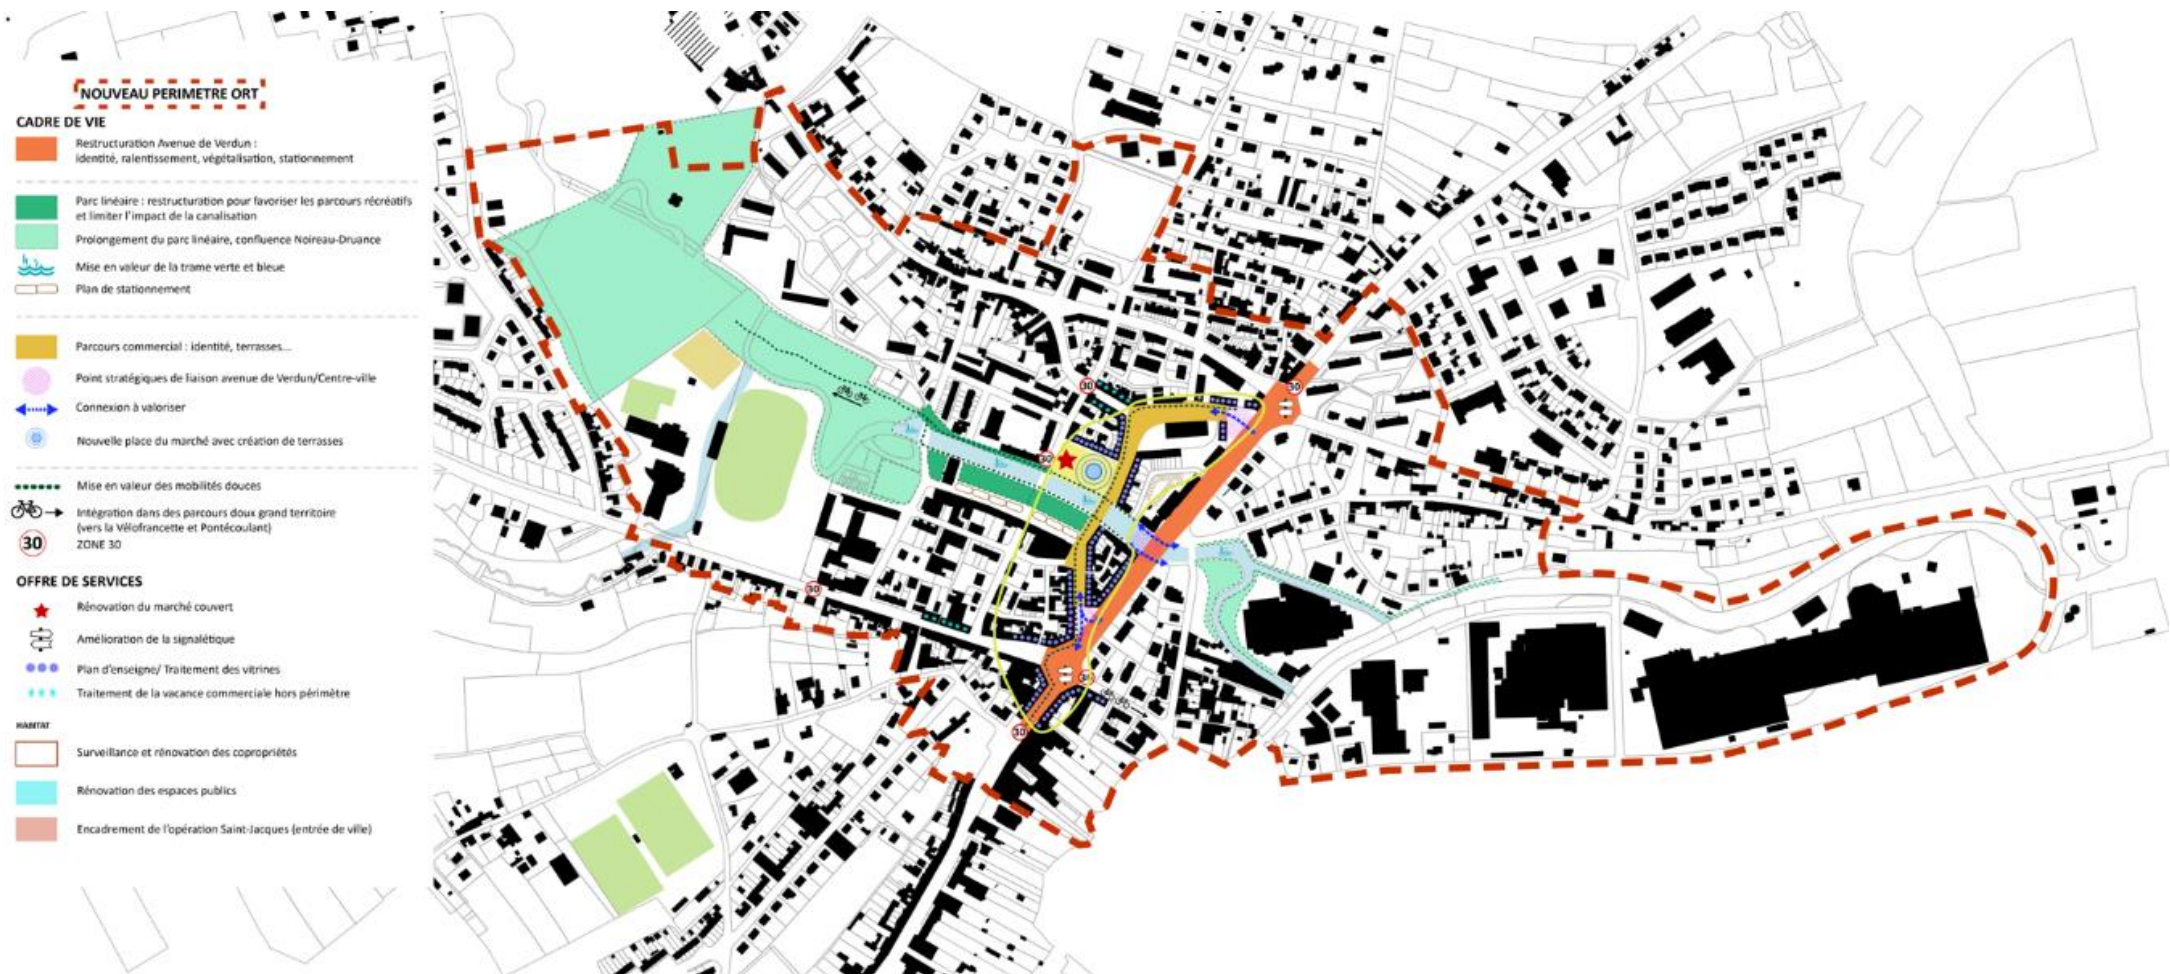 NOUVEAU PERIMETRE ORT
CADRE DE VIE
Restructuration Avenue de Verdun :
identité, ralentissement, végétalisation, stationnement
Parc linéaire : restructuration pour favoriser les parcours récréatifs
et limiter l'impact de la canalisation
Prolongement du parc linéaire, confluence Noireau-Druance
Mise en valeur de la trame verte et bleue
Plan de stationnement
Parcours commercial : identité, terrasses...
Point stratégiques de liaison avenue de Verdun/Centre-ville
Connexion à valoriser
Nouvelle place du marché avec création de terrasses
Mise en valeur des mobilités douces
Intégration dans des parcours doux grand territoire
(vers la Vélofrancette et Pontécoulant)
30 ZONE 30
OFFRE DE SERVICES
Rénovation du marché couvert
Amélioration de la signalétique
Plan d'enseigne/ Traitement des vitrines
Traitement de la vacance commerciale hors périmètre
HABITAT
Surveillance et rénovation des copropriétés
Rénovation des espaces publics
Encadrement de l'opération Saint-Jacques (entrée de ville)
30
30
30
30
30
30